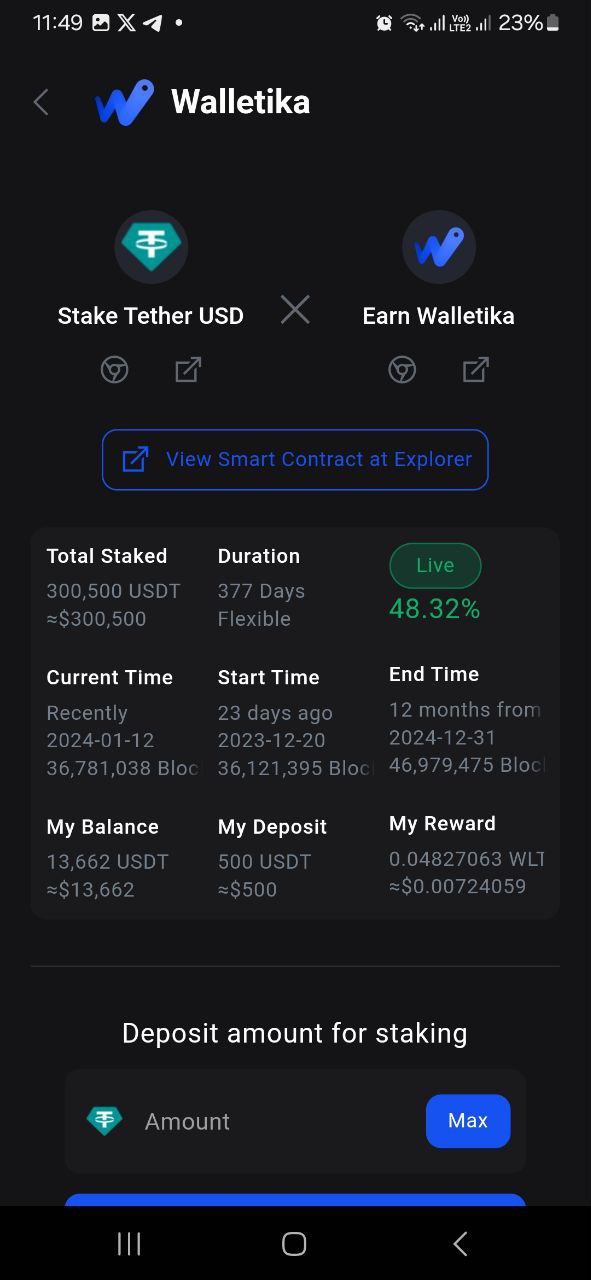 11:49
Vo))
LTE2
23%
Walletika
Stake Tether USD
Earn Walletika
View Smart Contract at Explorer
Total Staked
300,500 USDT
≈$300,500
Duration
377 Days
Flexible
Live
48.32%
Current Time
Recently
2024-01-12
36,781,038 Bloc
Start Time
23 days ago
2023-12-20
36,121,395 Bloc
End Time
12 months from
2024-12-31
46,979,475 Bloc
My Balance
13,662 USDT
≈$13,662
My Deposit
500 USDT
≈$500
My Reward
0.04827063 WLT
≈$0.00724059
Deposit amount for staking
Amount
Max